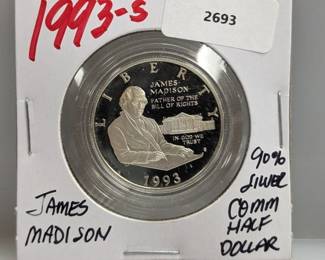 1993-S
2693
LIBERTY
JAMES
MADISON
FATHER OF THE
BILL OF RIGHTS
IN GOD WE
TRUST
S
1993
JAMES
MADISON
90%
SILVER
COMM
HALF
DOLLAR